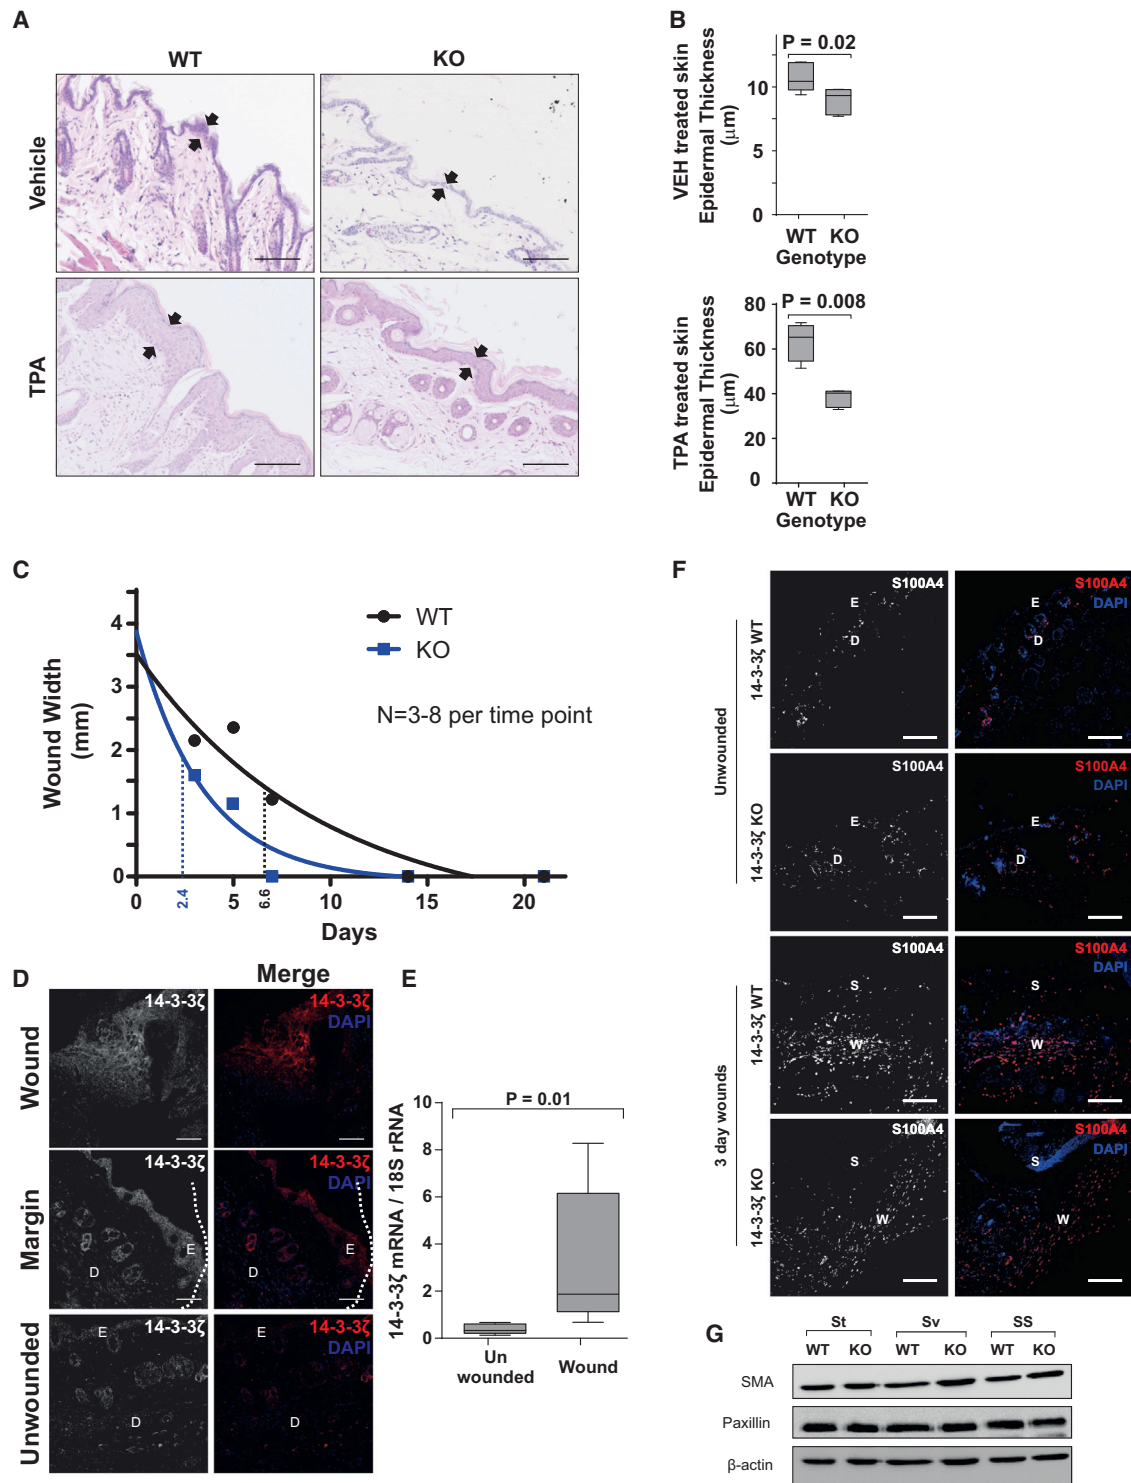 A
WT
KO
Vehicle
TPA
B
P = 0.02
VEH treated skin
Epidermal Thickness
(μm)
10
5
0
WT KO
Genotype
P = 0.008
TPA treated skin
Epidermal Thickness
(μm)
80
60
40
20
0
WT KO
Genotype
C
Wound Width
(mm)
4
3
2
1
0
WT
KO
N=3-8 per time point
0
2.4
5
6.6
10
15
20
Days
D
Merge
Wound
14-3-3ζ
14-3-3ζ
DAPI
Margin
14-3-3ζ
E
D
14-3-3ζ
DAPI
E
D
Unwounded
14-3-3ζ
E
D
14-3-3ζ
DAPI
E
D
E
P = 0.01
14-3-3ζ mRNA / 18S rRNA
10
8
6
4
2
0
Un
wounded
Wound
F
Unwounded
14-3-3ζ WT
S100A4
E
D
S100A4
DAPI
E
D
14-3-3ζ KO
S100A4
E
D
S100A4
DAPI
E
D
3 day wounds
14-3-3ζ WT
S100A4
S
W
S100A4
DAPI
S
W
14-3-3ζ KO
S100A4
S
W
S100A4
DAPI
S
W
G
St Sv SS
WT KO WT KO WT KO
SMA
Paxillin
β-actin